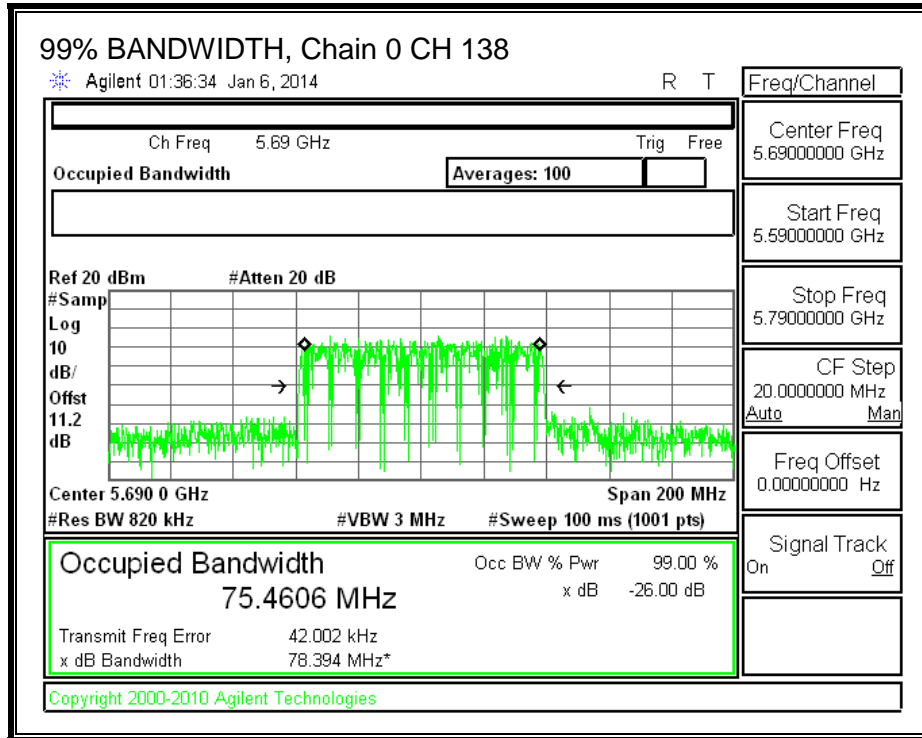 99% BANDWIDTH, Chain 0 CH 138
Agilent 01:36:34 Jan 6, 2014 R T
Freq/Channel
Ch Freq 5.69 GHz Trig Free
Occupied Bandwidth Averages: 100
Center Freq
5.69000000 GHz
Start Freq
5.59000000 GHz
Stop Freq
5.79000000 GHz
CF Step
20.0000000 MHz
Auto Man
Freq Offset
0.00000000 Hz
Signal Track
On Off
Ref 20 dBm #Atten 20 dB
#Samp
Log
10
dB/
Offst
11.2
dB
Center 5.690 0 GHz Span 200 MHz
#Res BW 820 kHz #VBW 3 MHz #Sweep 100 ms (1001 pts)
Occupied Bandwidth Occ BW % Pwr 99.00 %
75.4606 MHz x dB -26.00 dB
Transmit Freq Error 42.002 kHz
x dB Bandwidth 78.394 MHz*
Copyright 2000-2010 Agilent Technologies